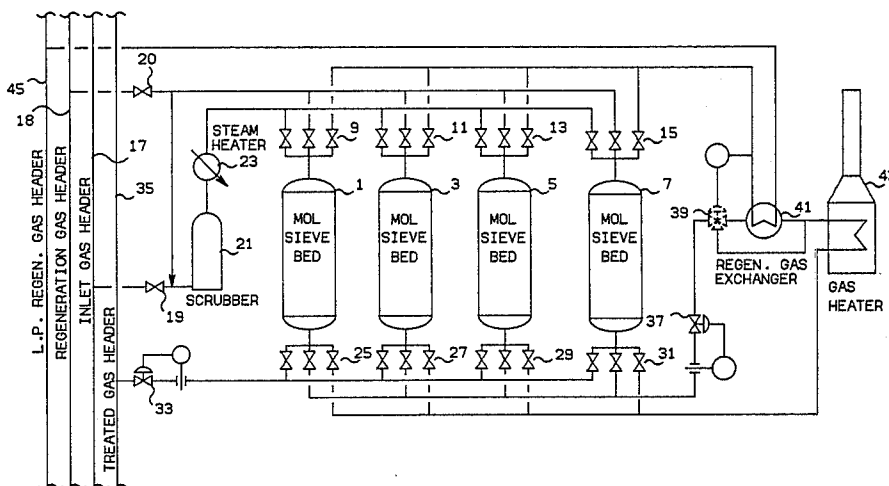 20
45
18
17
35
STEAM
HEATER
23
9
11
13
15
1
3
5
7
MOL
SIEVE
BED
MOL
SIEVE
BED
MOL
SIEVE
BED
MOL
SIEVE
BED
39
41
REGEN. GAS
EXCHANGER
GAS
HEATER
21
SCRUBBER
19
L.P. REGEN. GAS HEADER
REGENERATION GAS HEADER
INLET GAS HEADER
TREATED GAS HEADER
33
25
27
29
31
37